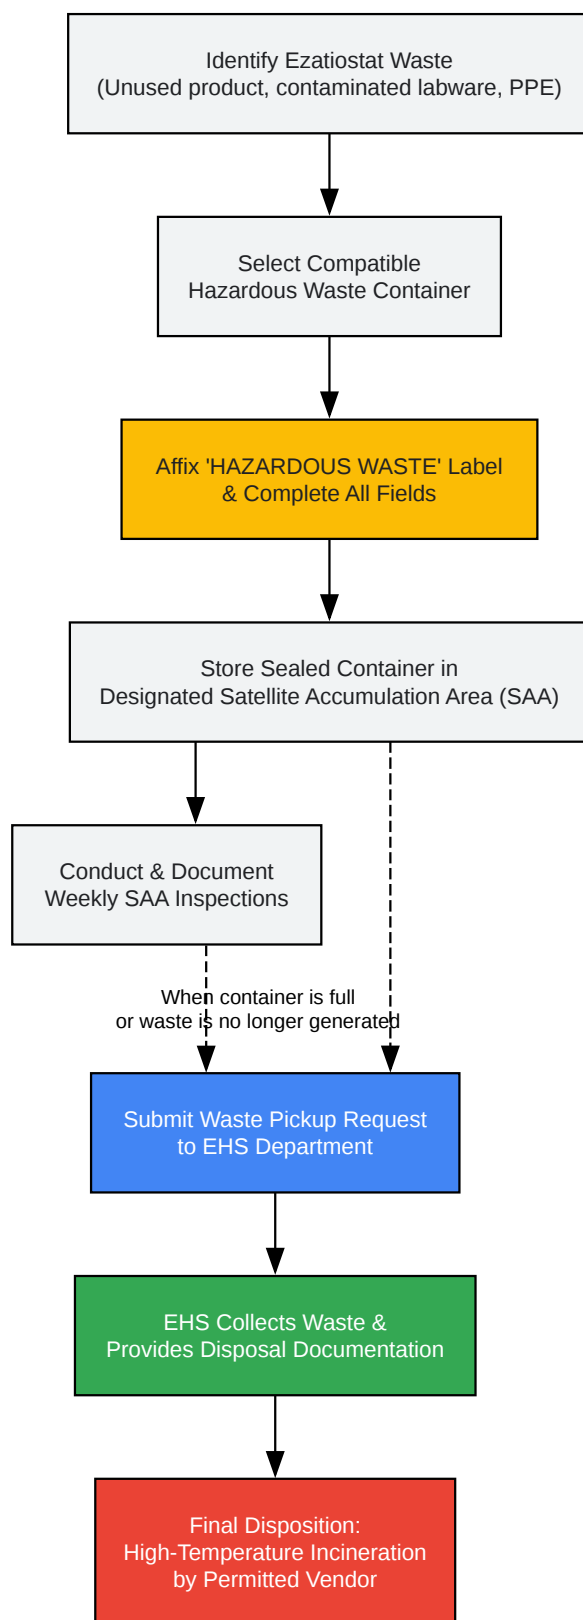 Identify Ezatiostat Waste
(Unused product, contaminated labware, PPE)
Select Compatible
Hazardous Waste Container
Affix 'HAZARDOUS WASTE' Label
& Complete All Fields
Store Sealed Container in
Designated Satellite Accumulation Area (SAA)
Conduct & Document
Weekly SAA Inspections
When container is full
or waste is no longer generated
Submit Waste Pickup Request
to EHS Department
EHS Collects Waste &
Provides Disposal Documentation
Final Disposition:
High-Temperature Incineration
by Permitted Vendor